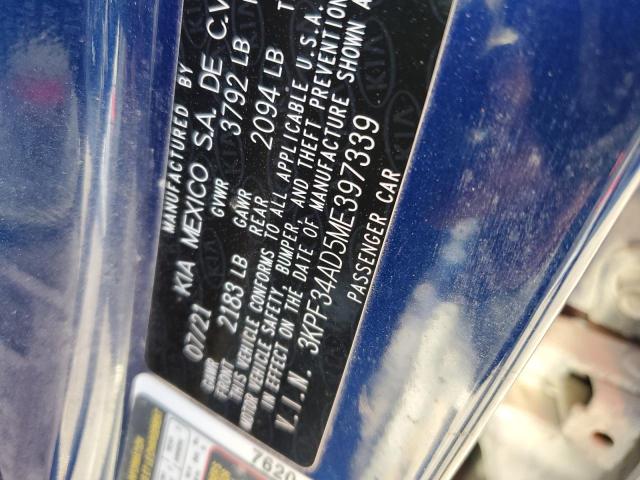 MANUFACTURED BY
07/21 KIA MEXICO S.A. DE C.V
GVWR 3792 LB
GAWR FRONT 2183 LB GAWR REAR 2094 LB
THIS VEHICLE CONFORMS TO ALL APPLICABLE U.S.A.
MOTOR VEHICLE SAFETY, BUMPER, AND THEFT PREVENTION
IN EFFECT ON THE DATE OF MANUFACTURE SHOWN A
V.I.N. 3KPF34AD5ME397339
PASSENGER CAR
7620